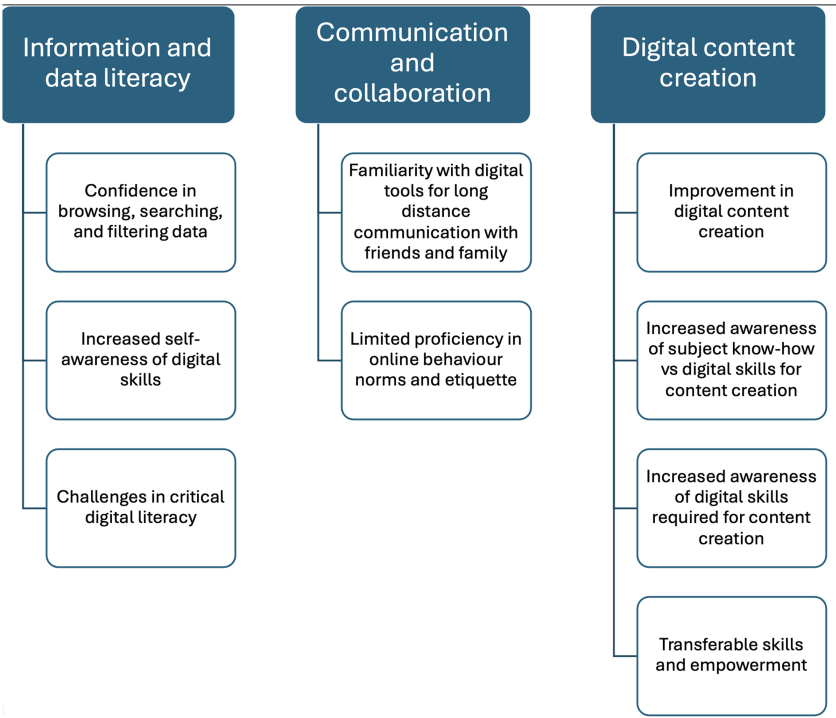 Information and
data literacy
Confidence in
browsing, searching,
and filtering data
Increased self-
awareness of digital
skills
Challenges in critical
digital literacy
Communication
and
collaboration
Familiarity with digital
tools for long
distance
communication with
friends and family
Limited proficiency in
online behaviour
norms and etiquette
Digital content
creation
Improvement in
digital content
creation
Increased awareness
of subject know-how
vs digital skills for
content creation
Increased awareness
of digital skills
required for content
creation
Transferable skills
and empowerment